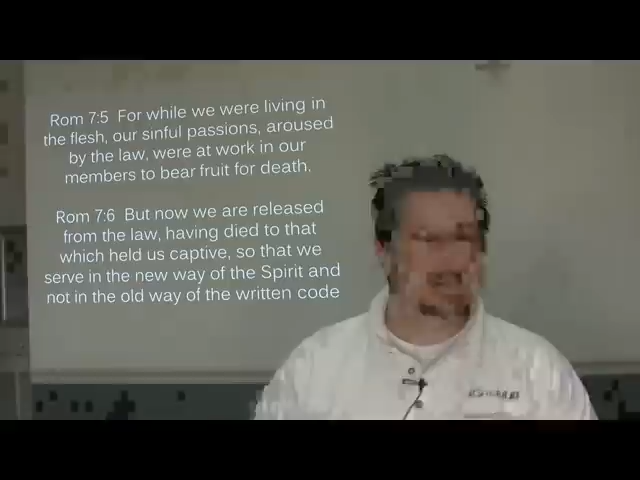 Rom 7:5 For while we were living in
the flesh, our sinful passions, aroused
by the law, were at work in our
members to bear fruit for death.
Rom 7:6 But now we are released
from the law, having died to that
which held us captive, so that we
serve in the new way of the Spirit and
not in the old way of the written code